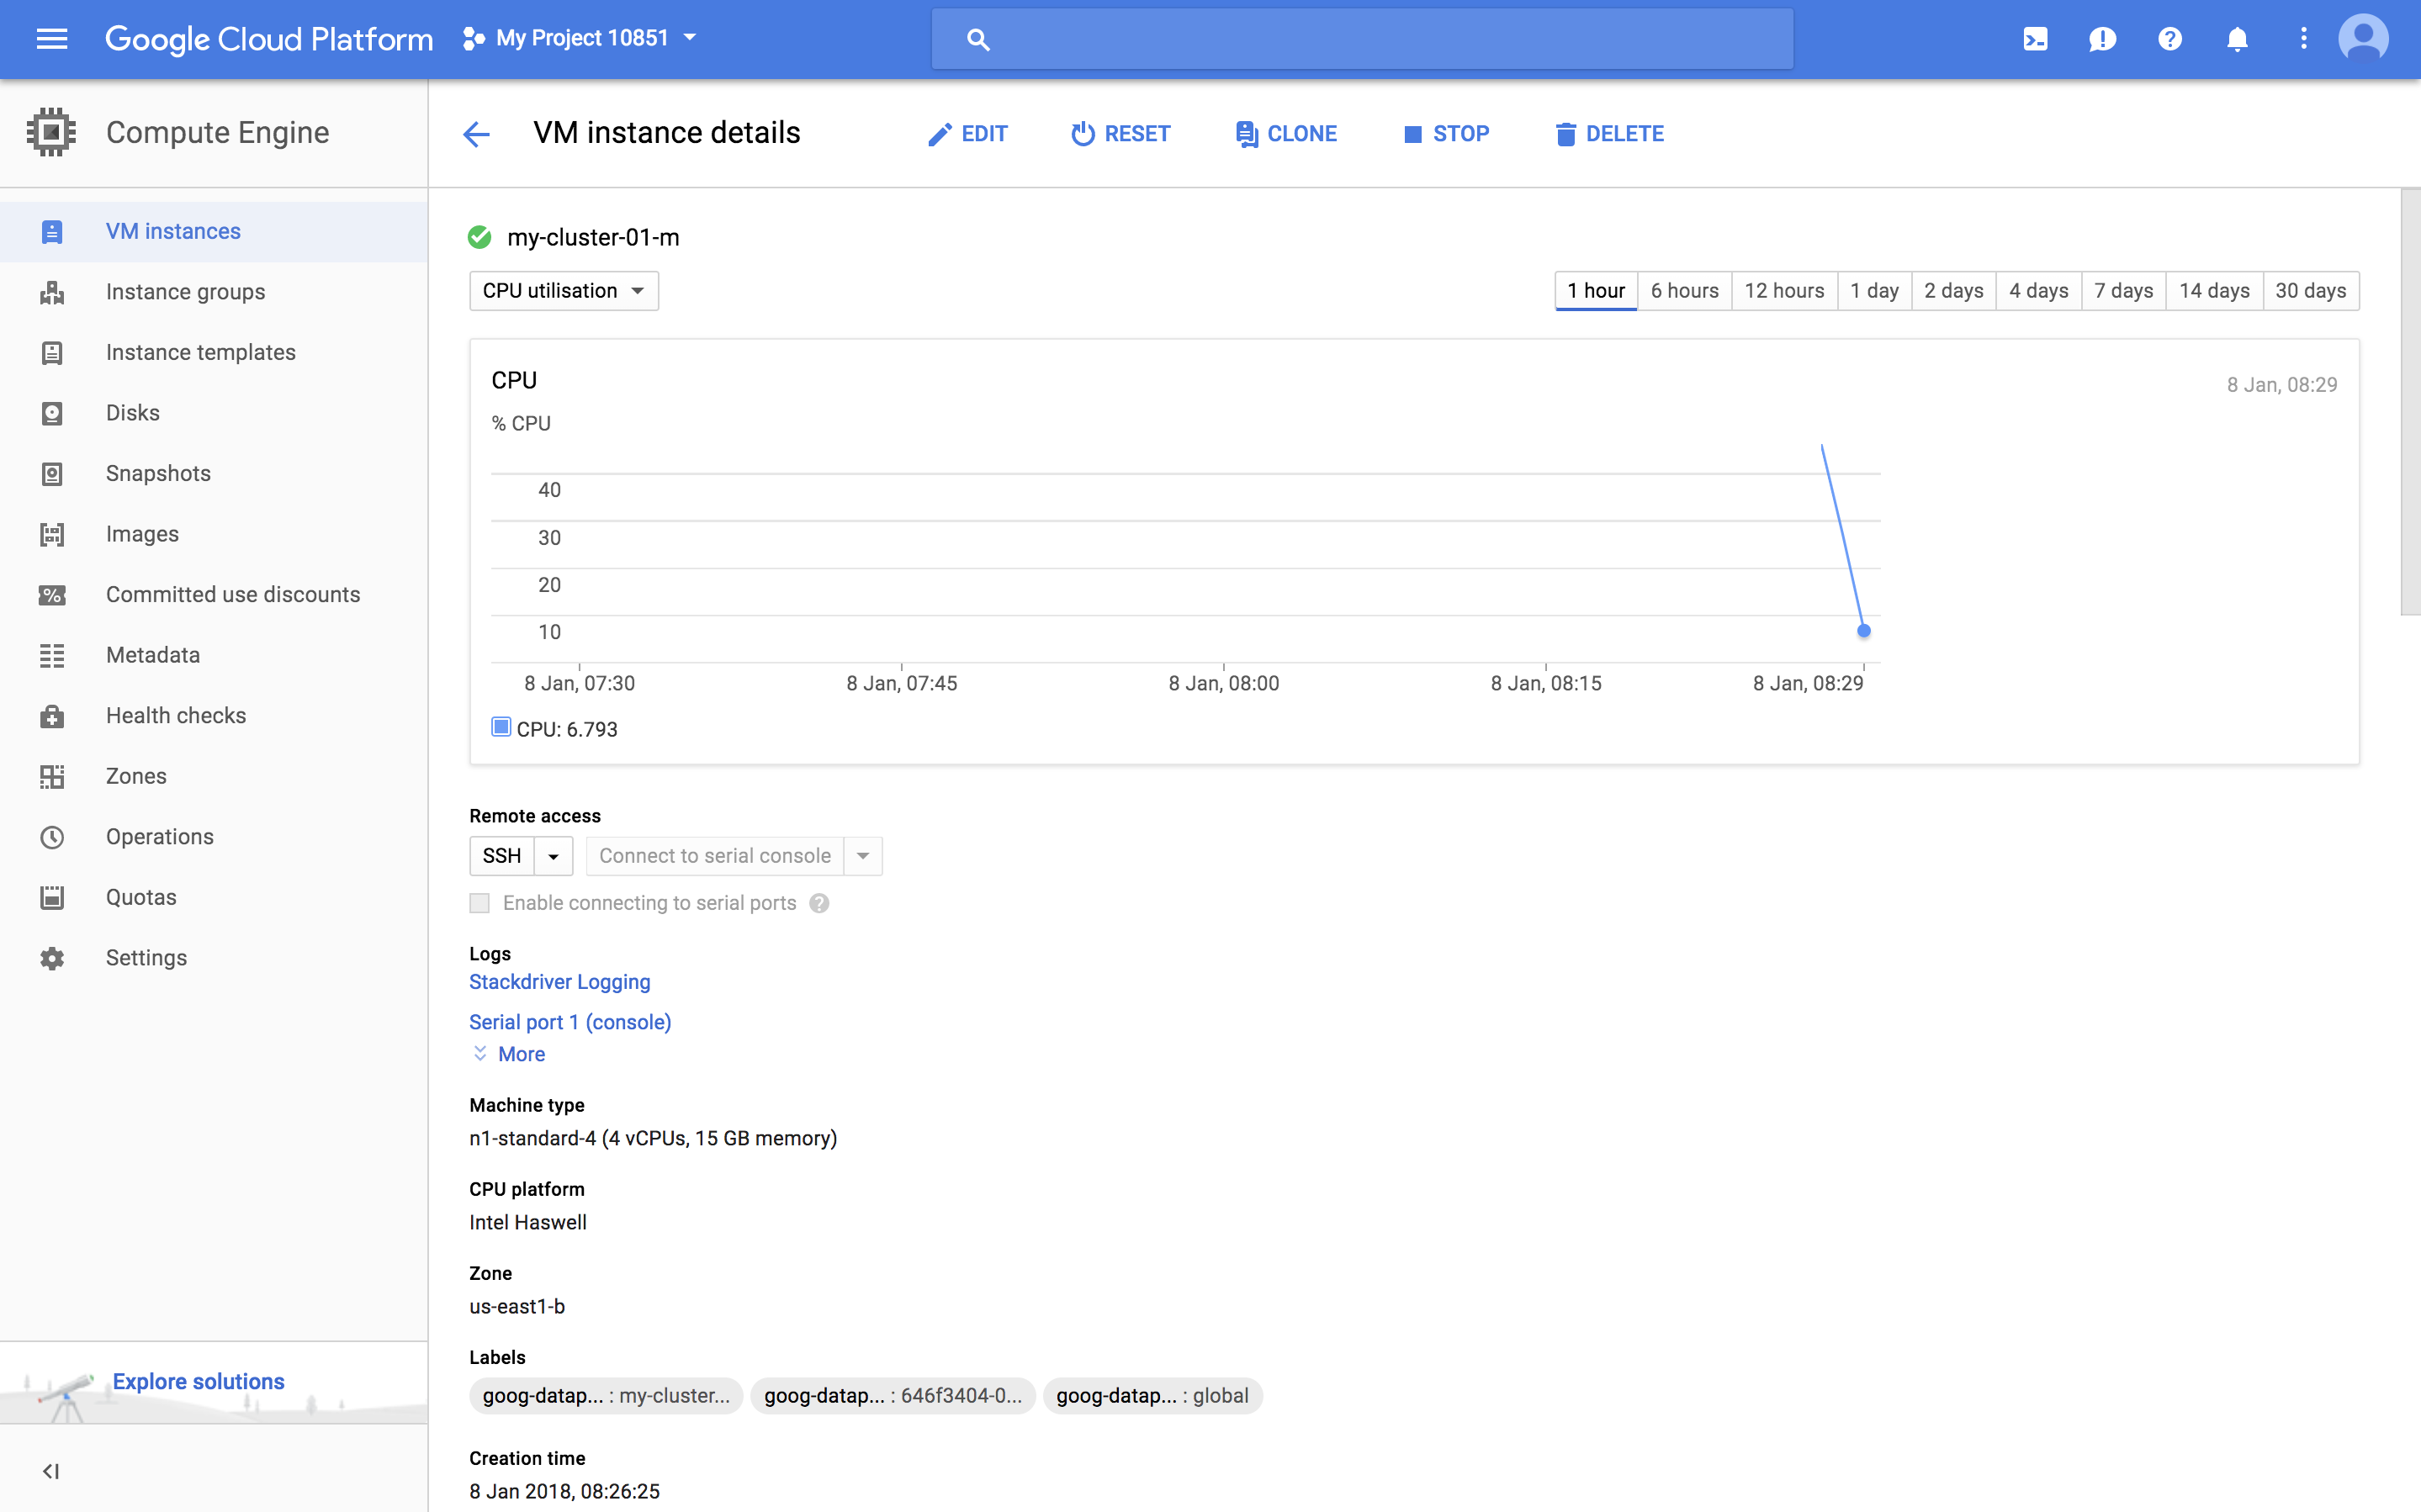 Google Cloud Platform My Project 10851
Compute Engine
VM instances
Instance groups
Instance templates
Disks
Snapshots
Images
Committed use discounts
Metadata
Health checks
Zones
Operations
Quotas
Settings
Explore solutions
VM instance details EDIT RESET CLONE STOP DELETE
my-cluster-01-m
CPU utilisation 1 hour 6 hours 12 hours 1 day 2 days 4 days 7 days 14 days 30 days
CPU 8 Jan, 08:29
% CPU
40
30
20
10
8 Jan, 07:30 8 Jan, 07:45 8 Jan, 08:00 8 Jan, 08:15 8 Jan, 08:29
CPU: 6.793
Remote access
SSH Connect to serial console
Enable connecting to serial ports
Logs
Stackdriver Logging
Serial port 1 (console)
More
Machine type
n1-standard-4 (4 vCPUs, 15 GB memory)
CPU platform
Intel Haswell
Zone
us-east1-b
Labels
goog-datap... : my-cluster... goog-datap... : 646f3404-0... goog-datap... : global
Creation time
8 Jan 2018, 08:26:25